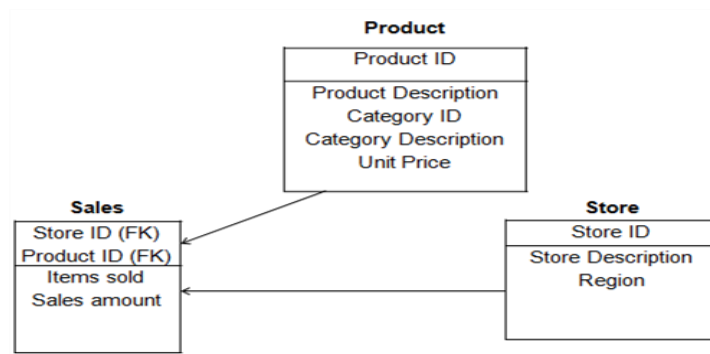 Product
Product ID
Product Description
Category ID
Category Description
Unit Price
Sales
Store ID (FK)
Product ID (FK)
Items sold
Sales amount
Store
Store ID
Store Description
Region